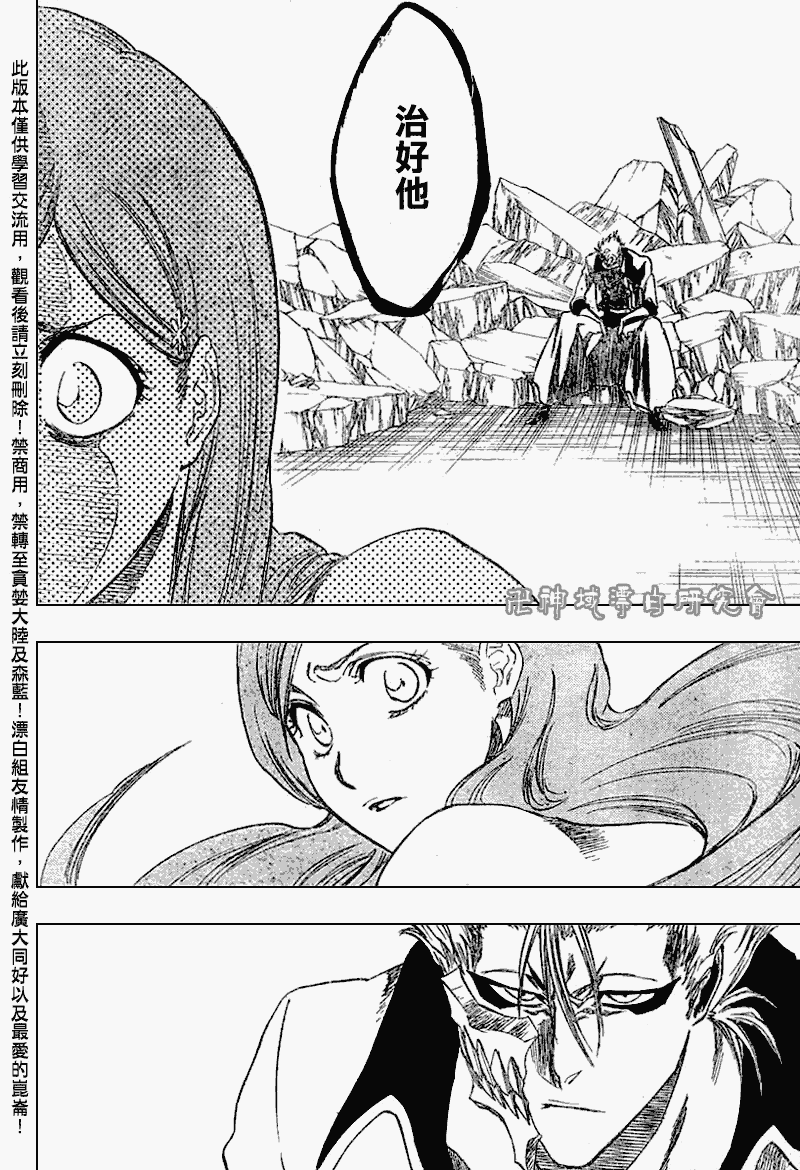 治好他
卍神域漂白研究會
此版本僅供學習交流用，觀看後請立刻刪除！禁商用，禁轉至貪婪大陸及森藍！漂白組友情製作，獻給廣大同好以及最愛的崑崙！